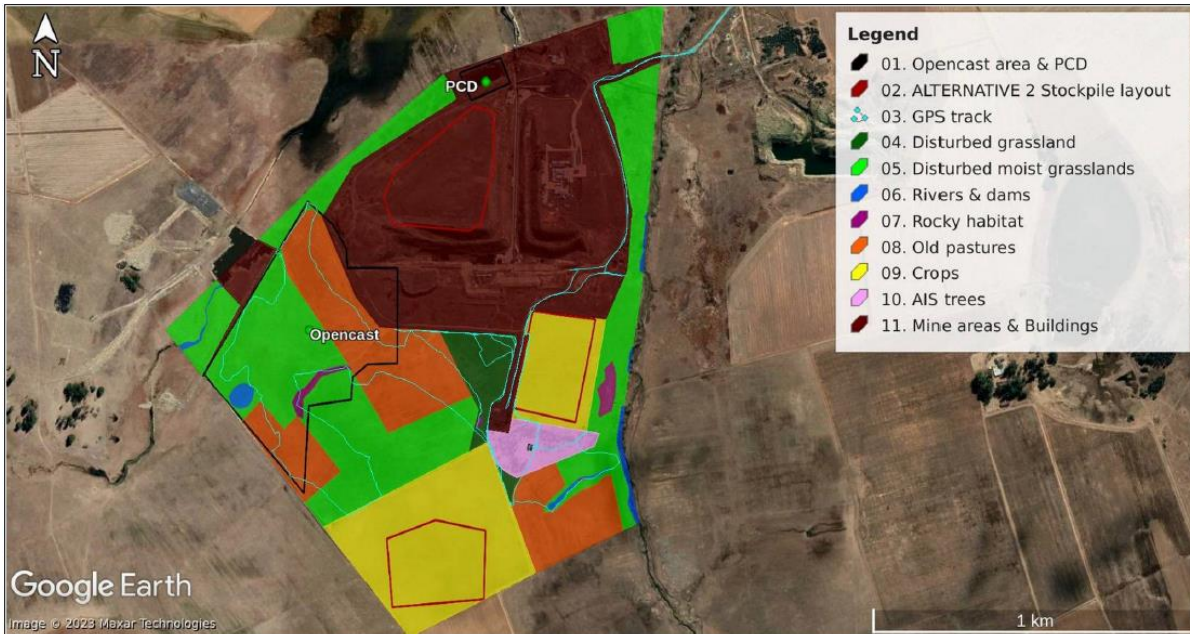 N
PCD
Opencast
Legend
01. Opencast area & PCD
02. ALTERNATIVE 2 Stockpile layout
03. GPS track
04. Disturbed grassland
05. Disturbed moist grasslands
06. Rivers & dams
07. Rocky habitat
08. Old pastures
09. Crops
10. AIS trees
11. Mine areas & Buildings
Google Earth
Image © 2023 Maxar Technologies
1 km